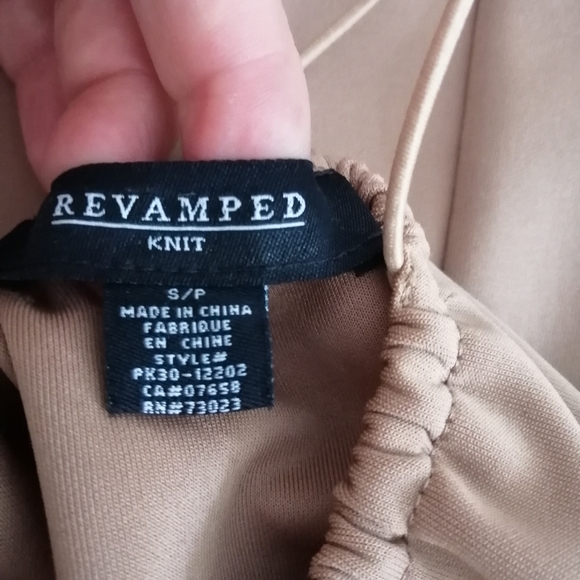 REVAMPED
KNIT
S/P
MADE IN CHINA
FABRIQUE
EN CHINE
STYLE#
PK30-12202
CA#07658
RN#73023